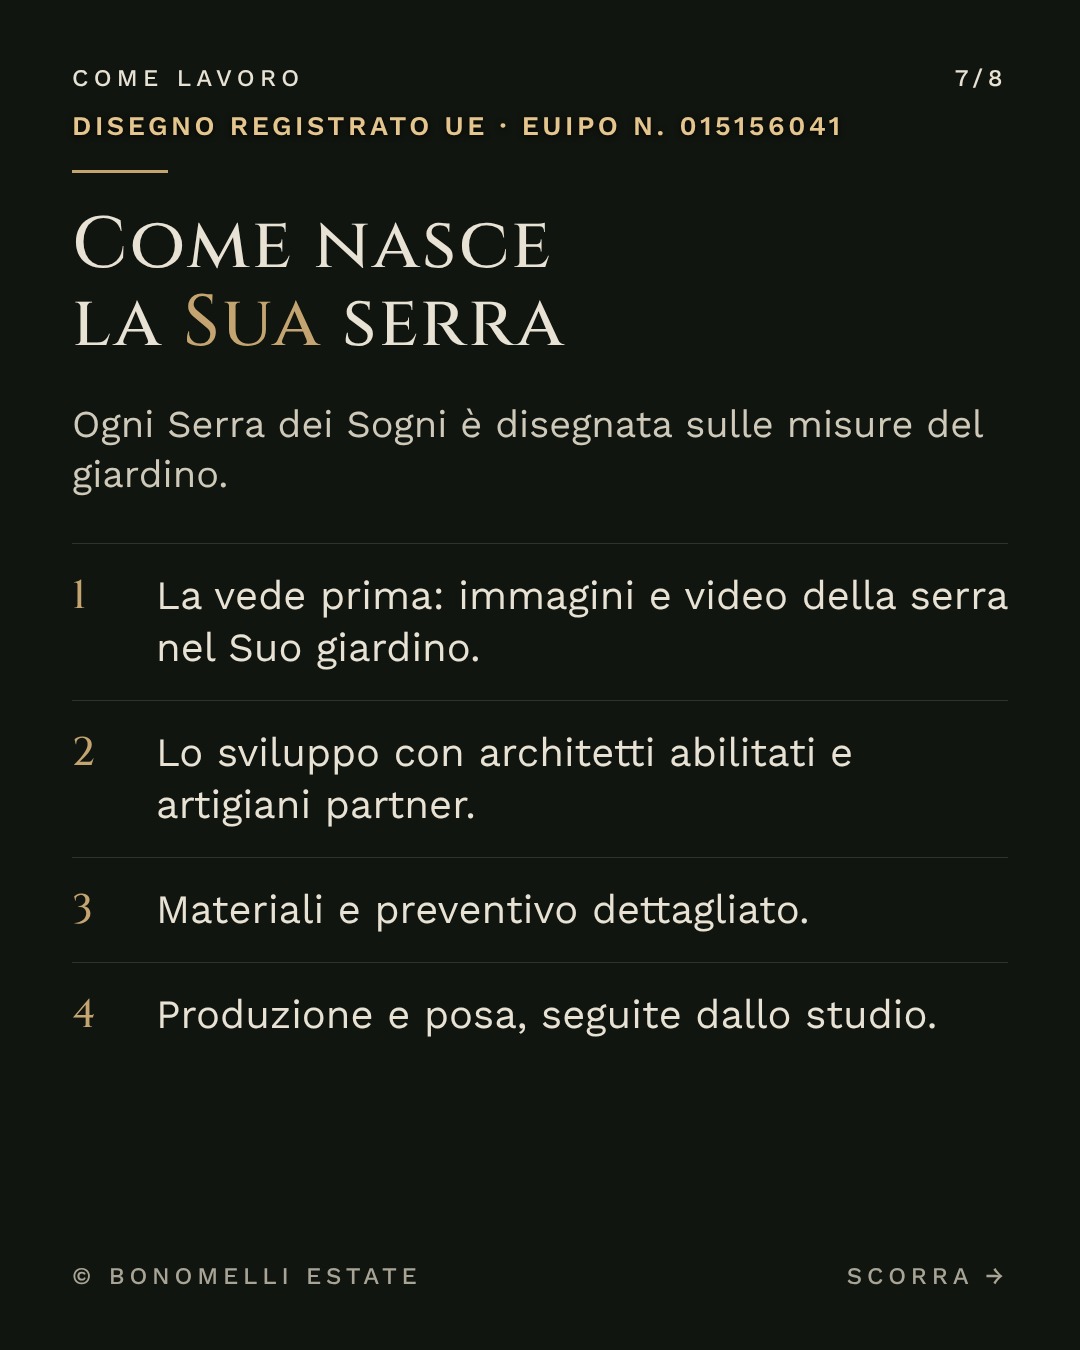 COME LAVORO
7/8
DISEGNO REGISTRATO UE · EUIPO N. 015156041
Come nasce
la Sua serra
Ogni Serra dei Sogni è disegnata sulle misure del
giardino.
1 La vede prima: immagini e video della serra
nel Suo giardino.
2 Lo sviluppo con architetti abilitati e
artigiani partner.
3 Materiali e preventivo dettagliato.
4 Produzione e posa, seguite dallo studio.
© BONOMELLI ESTATE
SCORRA →